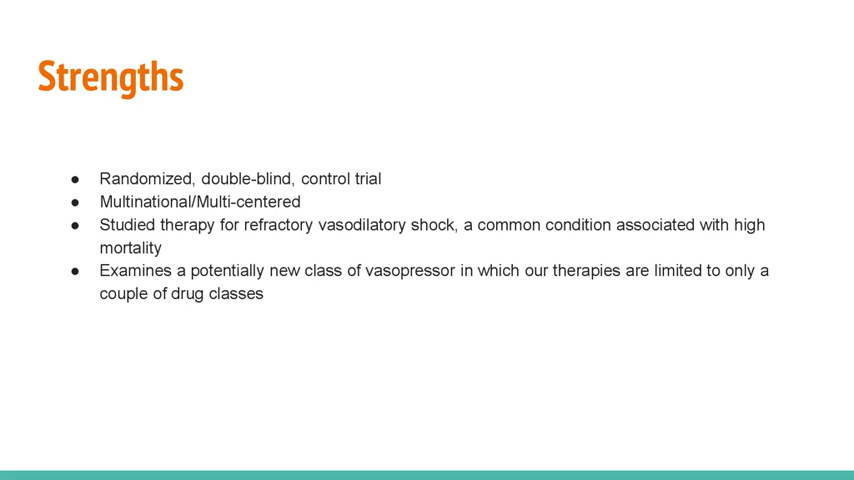 Strengths
● Randomized, double-blind, control trial
● Multinational/Multi-centered
● Studied therapy for refractory vasodilatory shock, a common condition associated with high
mortality
● Examines a potentially new class of vasopressor in which our therapies are limited to only a
couple of drug classes